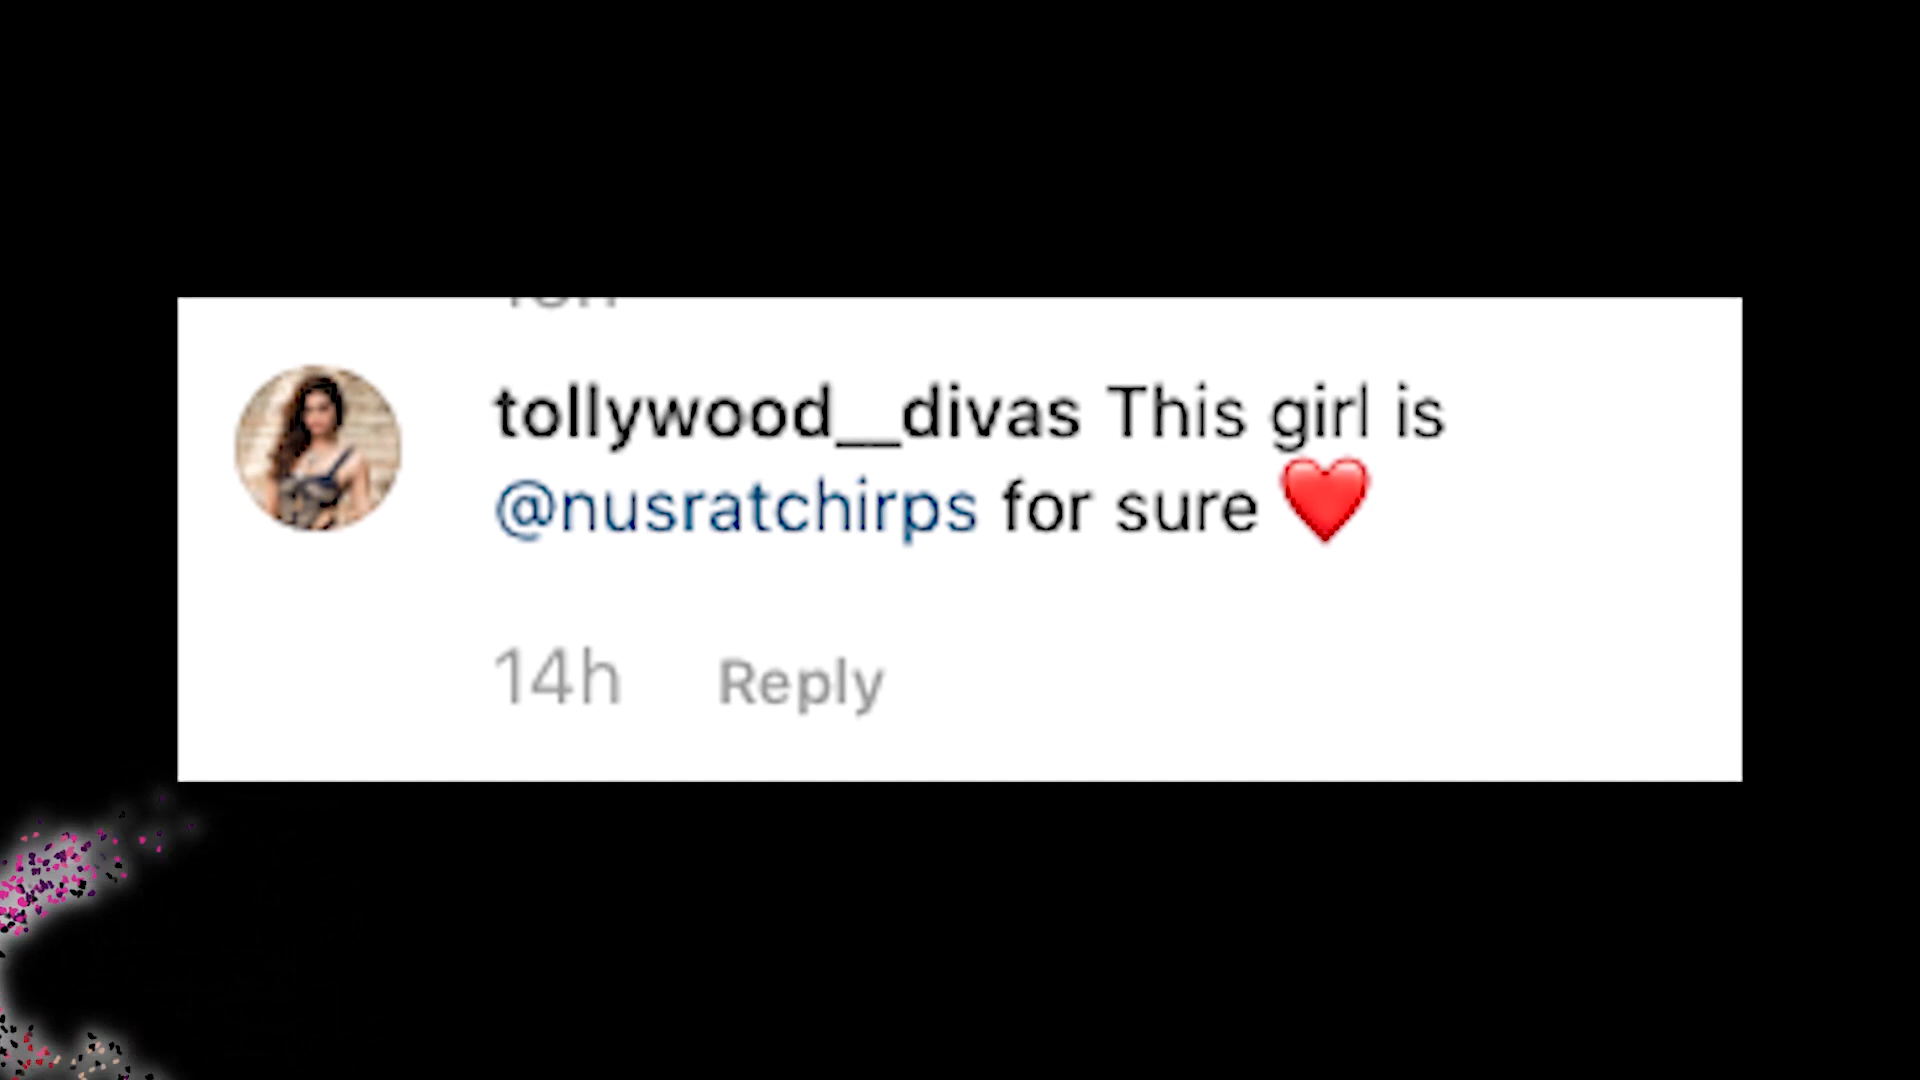 tollywood__divas This girl is
@nusratchirps for sure ❤️
14h Reply